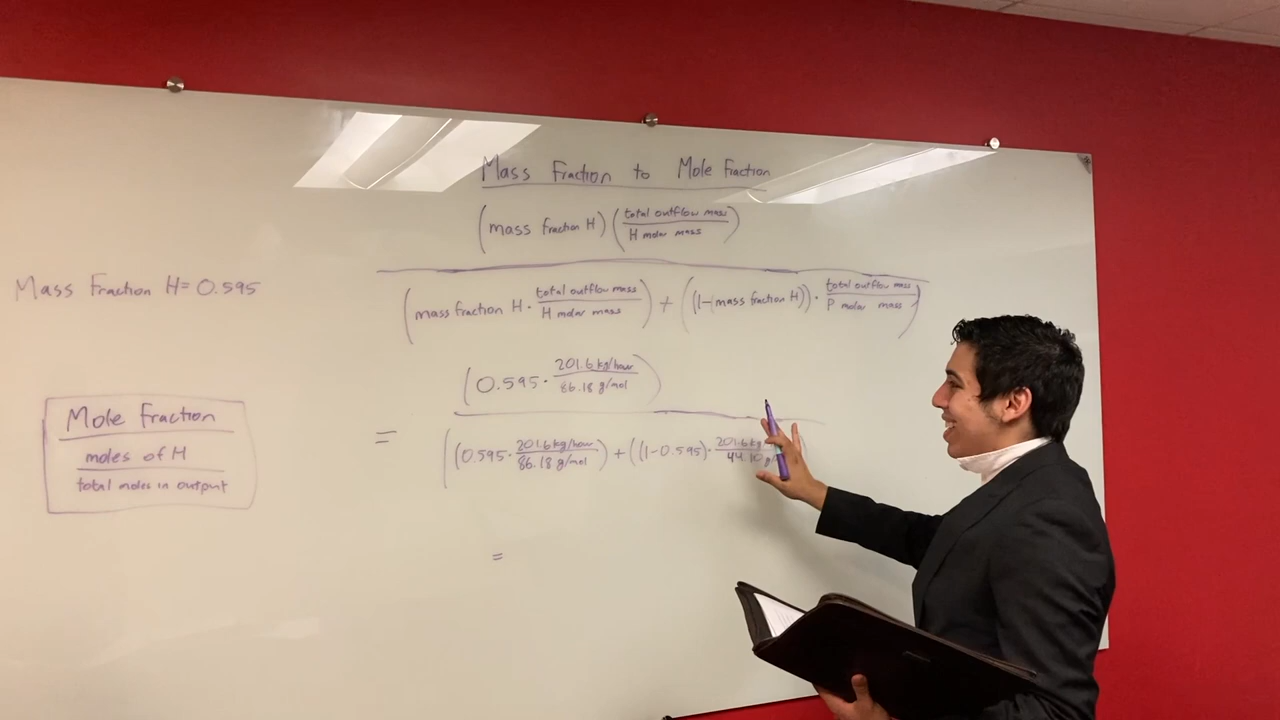 Mass Fraction to Mole Fraction
(mass fraction H) (total outflow mass / H molar mass)
Mass Fraction H = 0.595
(mass fraction H · total outflow mass / H molar mass) + ((1-(mass fraction H)) · total outflow mass / P molar mass)
(0.595 · 201.6 kg/hour / 86.18 g/mol)
Mole Fraction
moles of H
total moles in output
= ((0.595 · 201.6 kg/hour / 86.18 g/mol) + ((1-0.595) · 201.6 kg / 44.10 g/
=